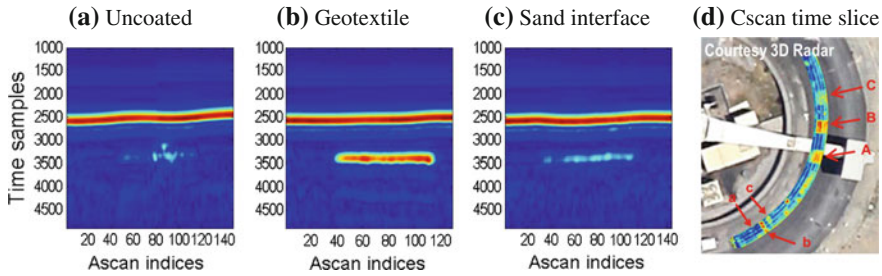 (a) Uncoated
(b) Geotextile
(c) Sand interface
(d) Cscan time slice
Time samples
1000
1500
2000
2500
3000
3500
4000
4500
20 40 60 80 100 120 140
Ascan indices
1000
1500
2000
2500
3000
3500
4000
4500
20 40 60 80 100 120
Ascan indices
1000
1500
2000
2500
3000
3500
4000
4500
20 40 60 80 100 120 140
Ascan indices
Courtesy 3D Radar
C
B
A
c
a
b